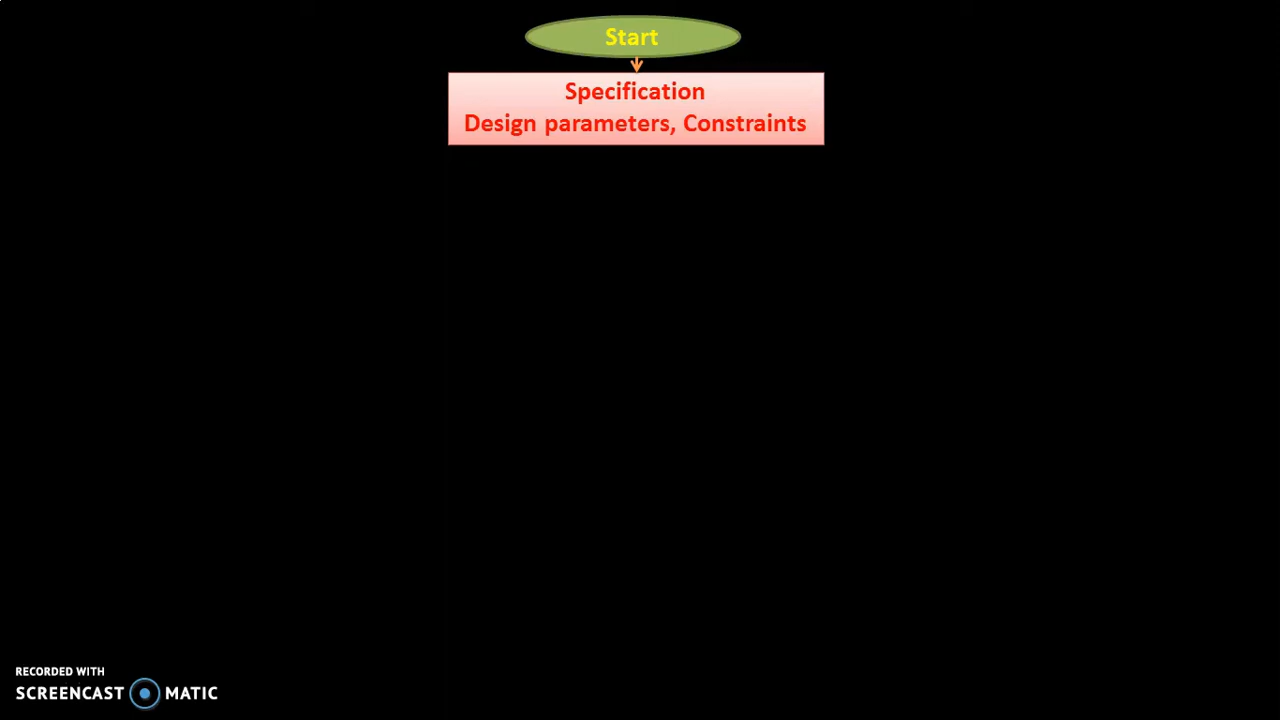 Start
Specification
Design parameters, Constraints
RECORDED WITH
SCREENCAST MATIC